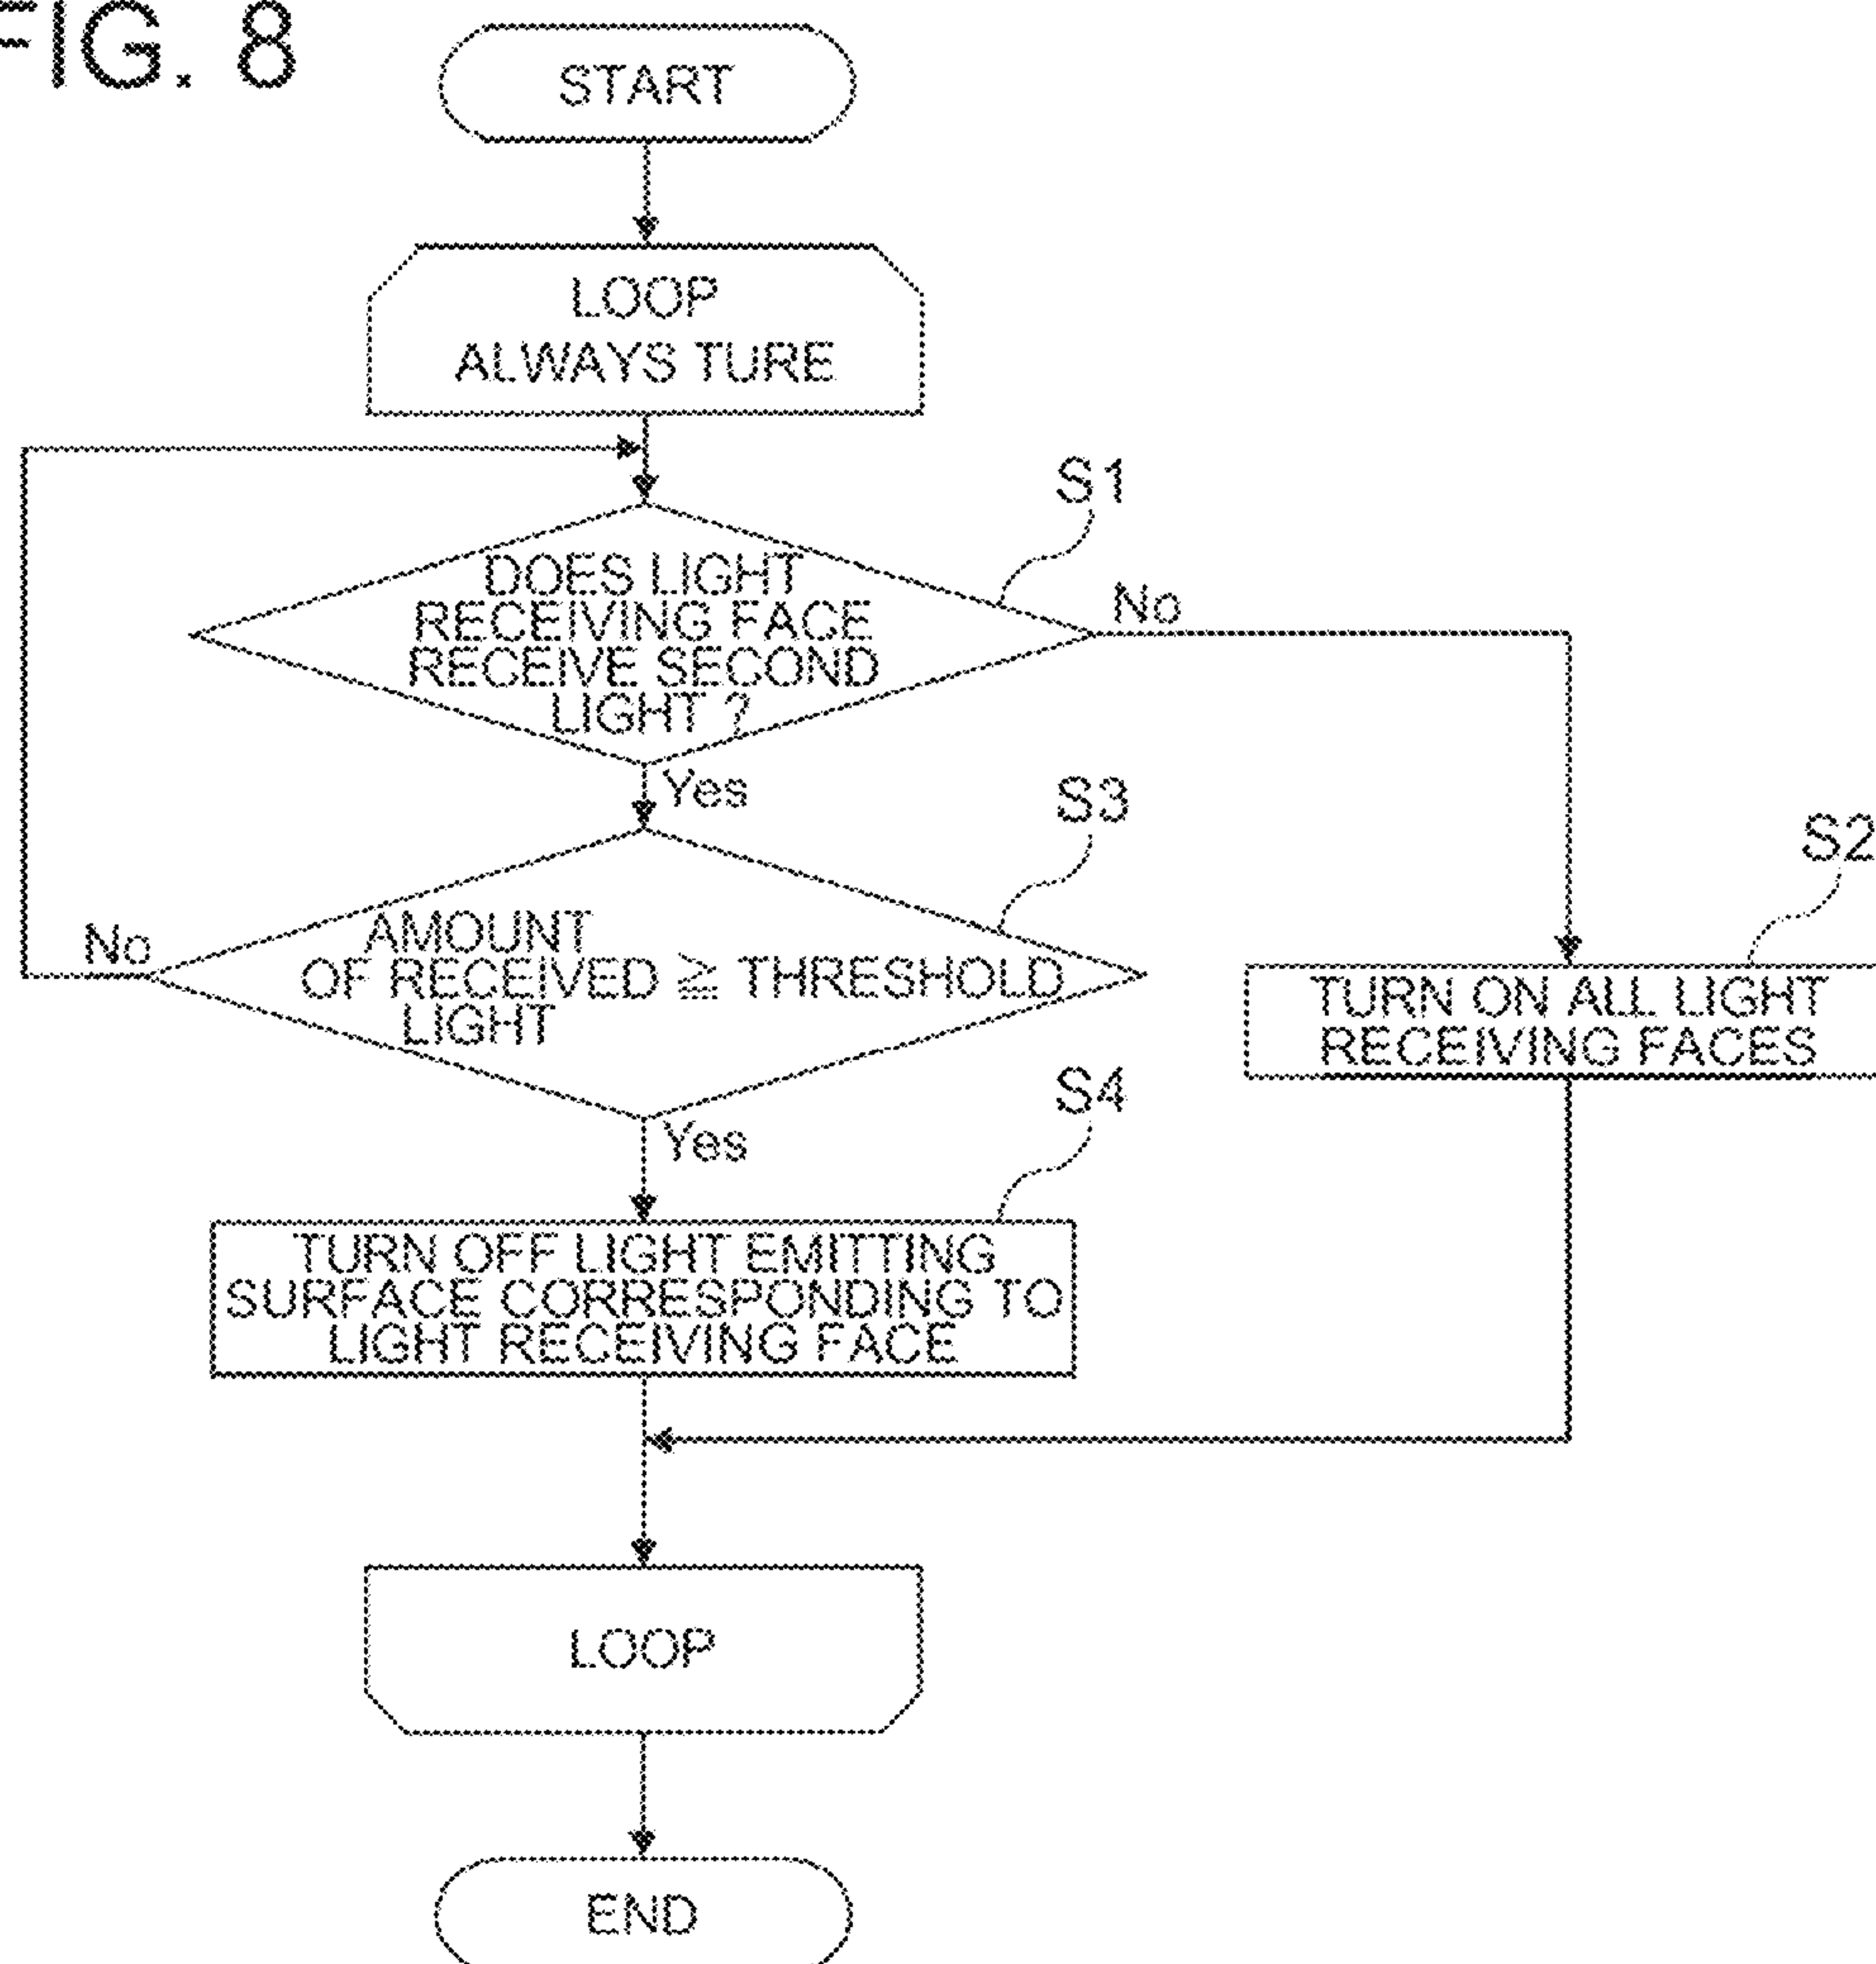 FIG. 8
START
LOOP
ALWAYS TURE
S1
DOES LIGHT
RECEIVING FACE
RECEIVE SECOND
LIGHT ?
No
Yes
S3
AMOUNT
OF RECEIVED ≧ THRESHOLD
LIGHT
No
Yes
S2
TURN ON ALL LIGHT
RECEIVING FACES
S4
TURN OFF LIGHT EMITTING
SURFACE CORRESPONDING TO
LIGHT RECEIVING FACE
LOOP
END